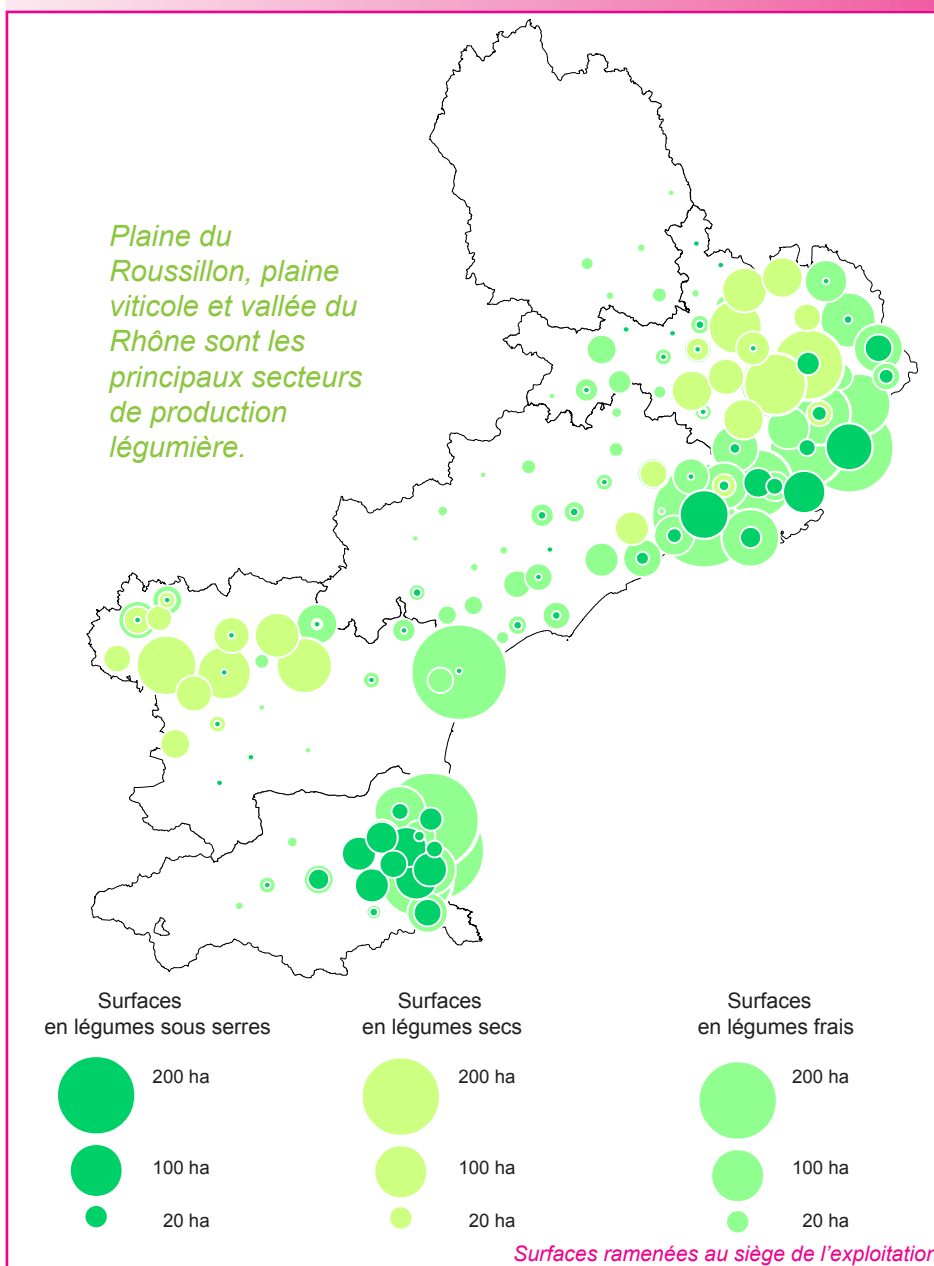 Plaine du
Roussillon, plaine
viticole et vallée du
Rhône sont les
principaux secteurs
de production
légumière.
Surfaces
en légumes sous serres
200 ha
100 ha
20 ha
Surfaces
en légumes secs
200 ha
100 ha
20 ha
Surfaces
en légumes frais
200 ha
100 ha
20 ha
Surfaces ramenées au siège de l'exploitation